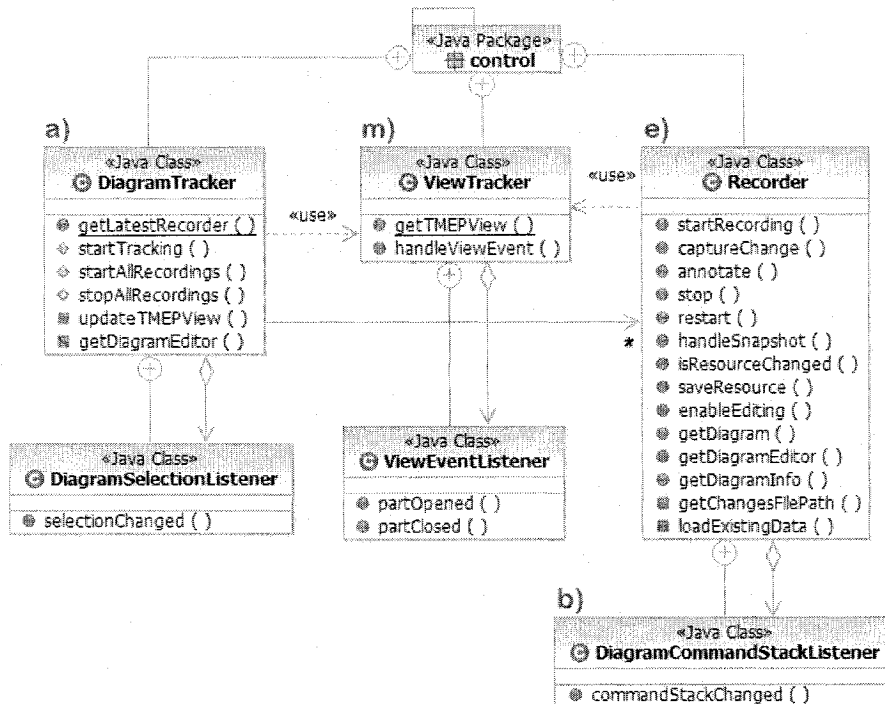 «Java Package»
control
a)
«Java Class»
DiagramTracker
getLatestRecorder ( )
startTracking ( )
startAllRecordings ( )
stopAllRecordings ( )
updateTMEPView ( )
getDiagramEditor ( )
«use»
m)
«Java Class»
ViewTracker
getTMEPView ( )
handleViewEvent ( )
«use»
e)
«Java Class»
Recorder
startRecording ( )
captureChange ( )
annotate ( )
stop ( )
restart ( )
handleSnapshot ( )
isResourceChanged ( )
saveResource ( )
enableEditing ( )
getDiagram ( )
getDiagramEditor ( )
getDiagramInfo ( )
getChangesFilePath ( )
loadExistingData ( )
*
«Java Class»
DiagramSelectionListener
selectionChanged ( )
«Java Class»
ViewEventListener
partOpened ( )
partClosed ( )
b)
«Java Class»
DiagramCommandStackListener
commandStackChanged ( )